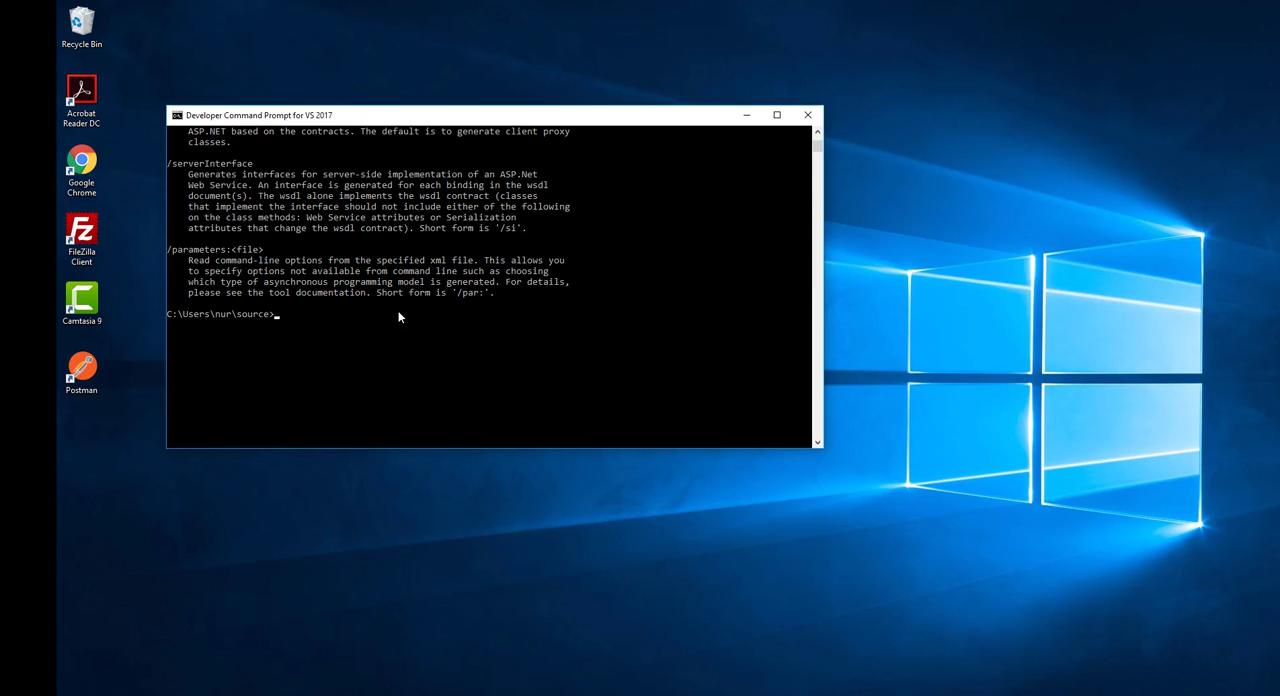 Recycle Bin
Acrobat
Reader DC
Google
Chrome
FileZilla
Client
Camtasia 9
Postman
Developer Command Prompt for VS 2017
ASP.NET based on the contracts. The default is to generate client proxy
classes.
/serverInterface
Generates interfaces for server-side implementation of an ASP.Net
Web Service. An interface is generated for each binding in the wsdl
document(s). The wsdl alone implements the wsdl contract (classes
that implement the interface should not include either of the following
on the class methods: Web Service attributes or Serialization
attributes that change the wsdl contract). Short form is '/si'.
/parameters:<file>
Read command-line options from the specified xml file. This allows you
to specify options not available from command line such as choosing
which type of asynchronous programming model is generated. For details,
please see the tool documentation. Short form is '/par:'.
C:\Users\nur\source>